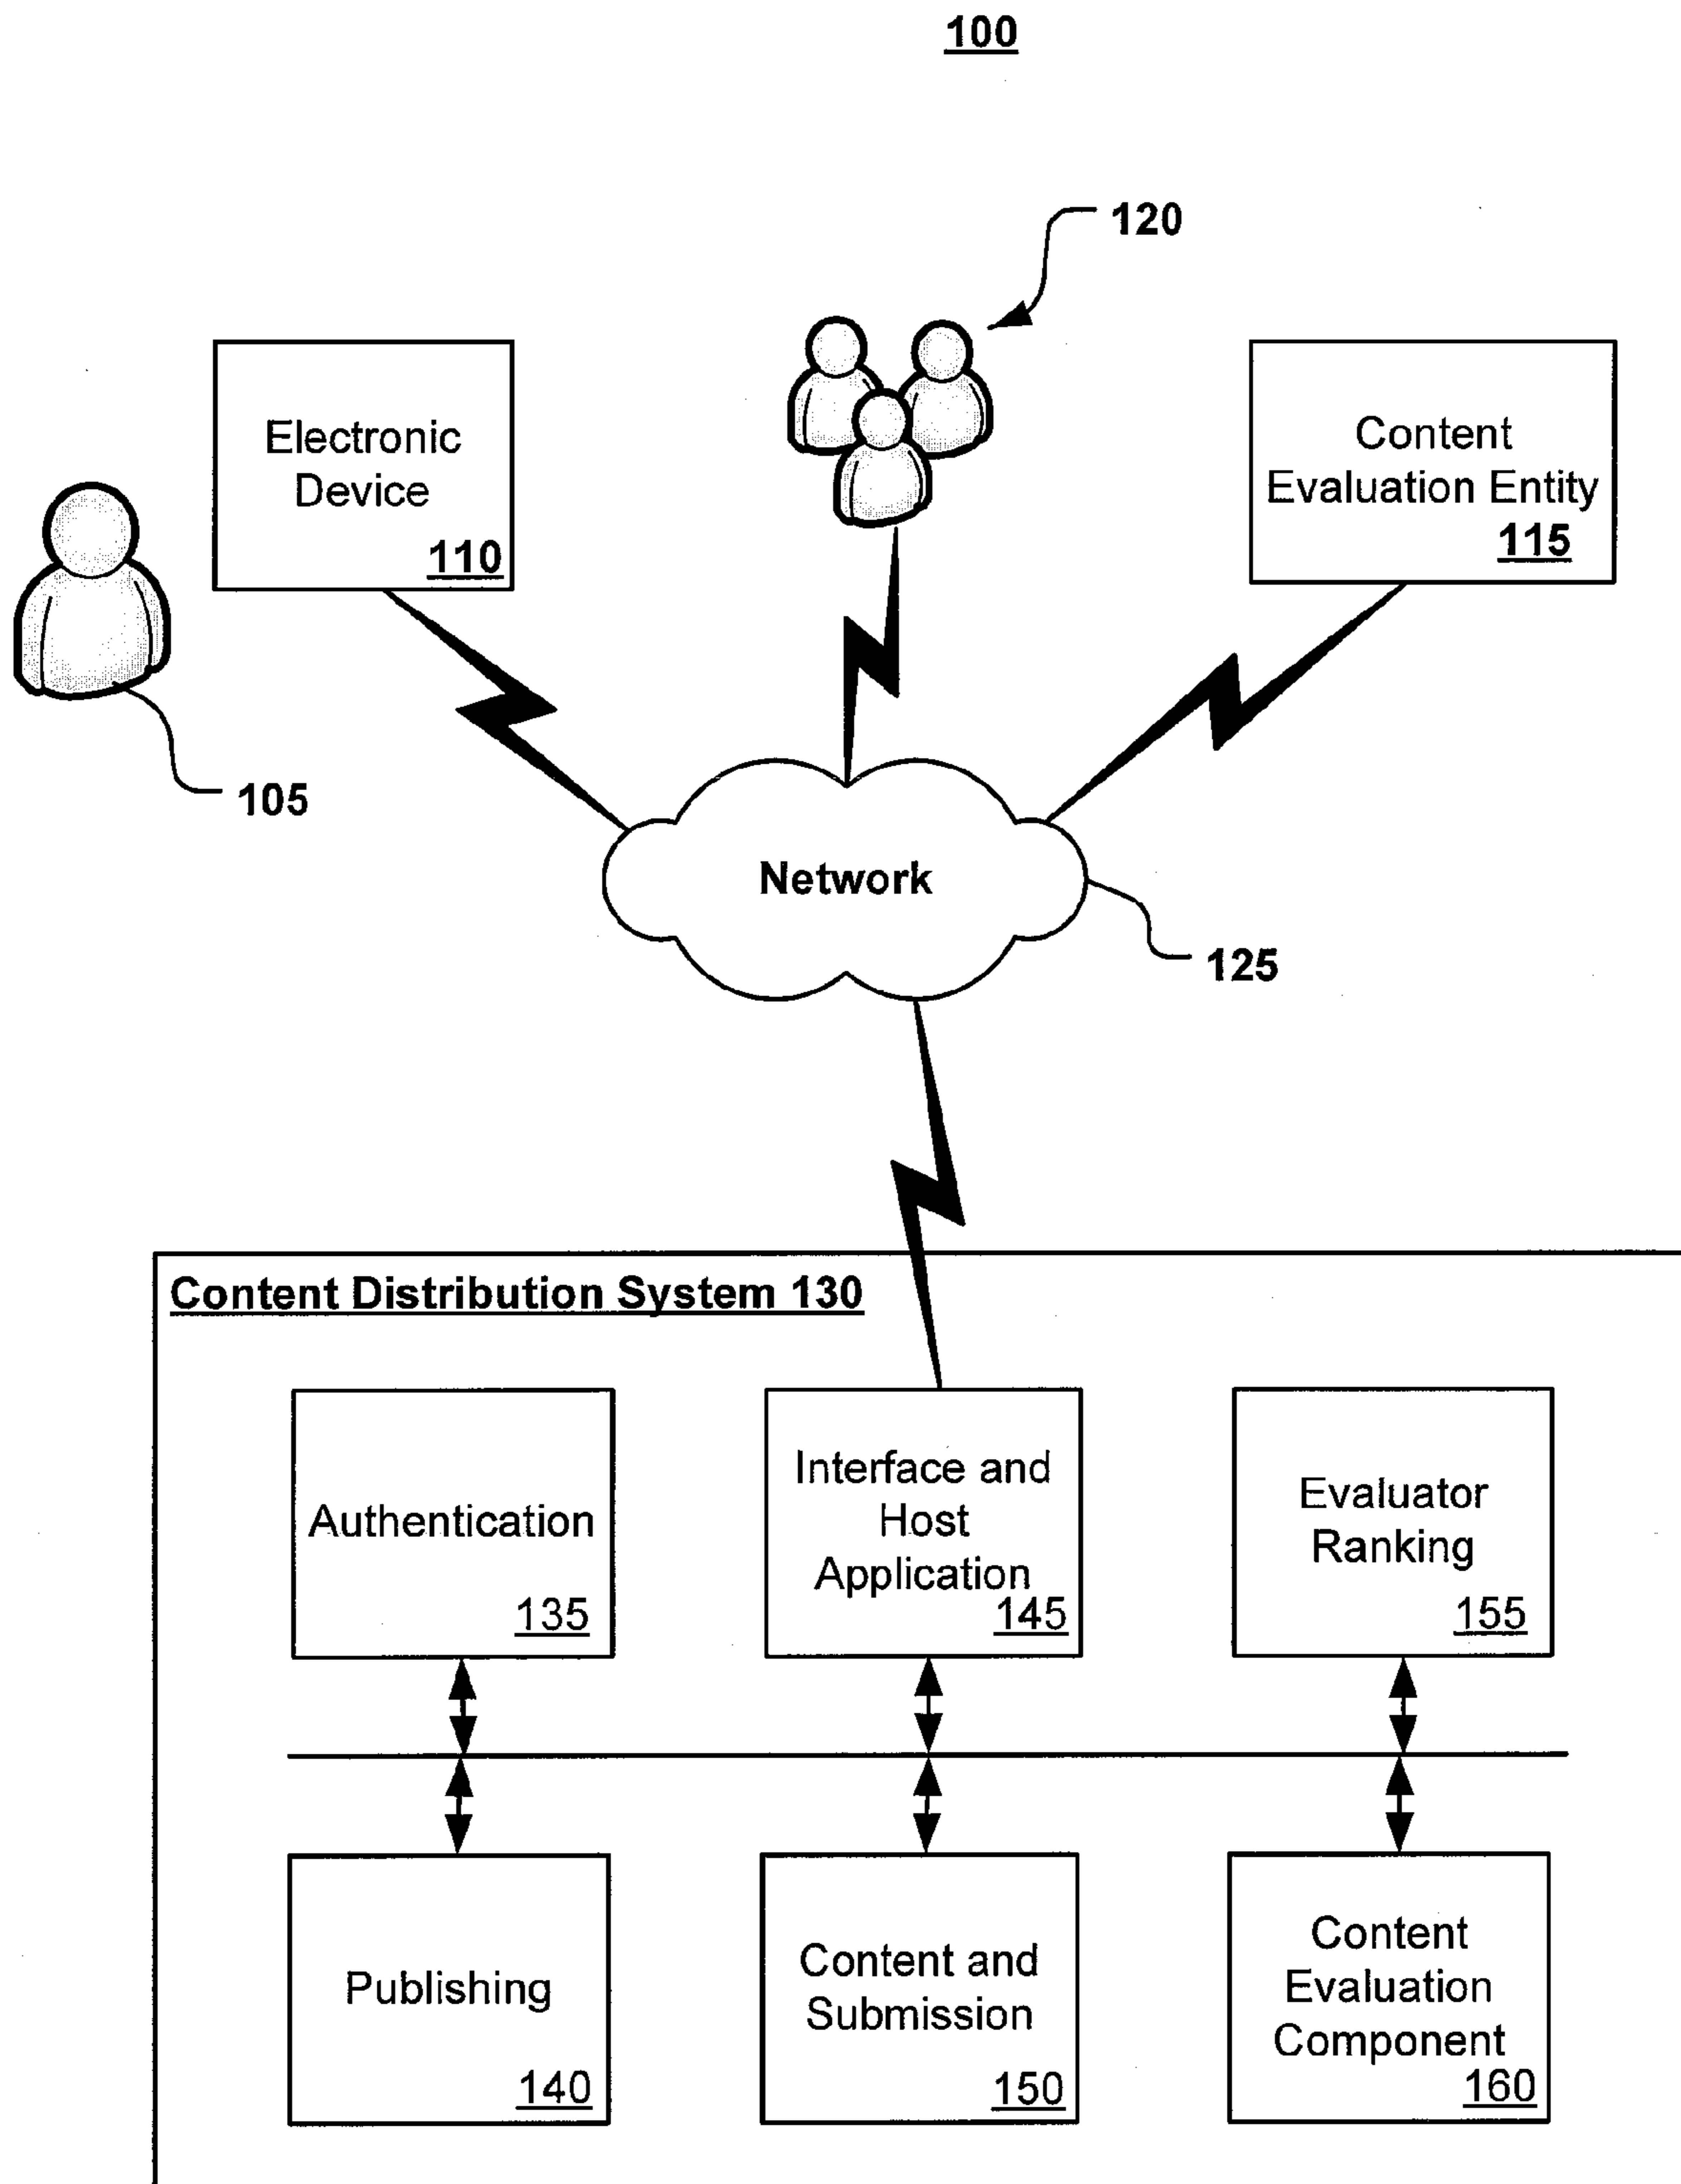 100
120
Electronic
Device
110
Content
Evaluation Entity
115
105
Network
125
Content Distribution System 130
Authentication
135
Interface and
Host
Application
145
Evaluator
Ranking
155
Publishing
140
Content and
Submission
150
Content
Evaluation
Component
160